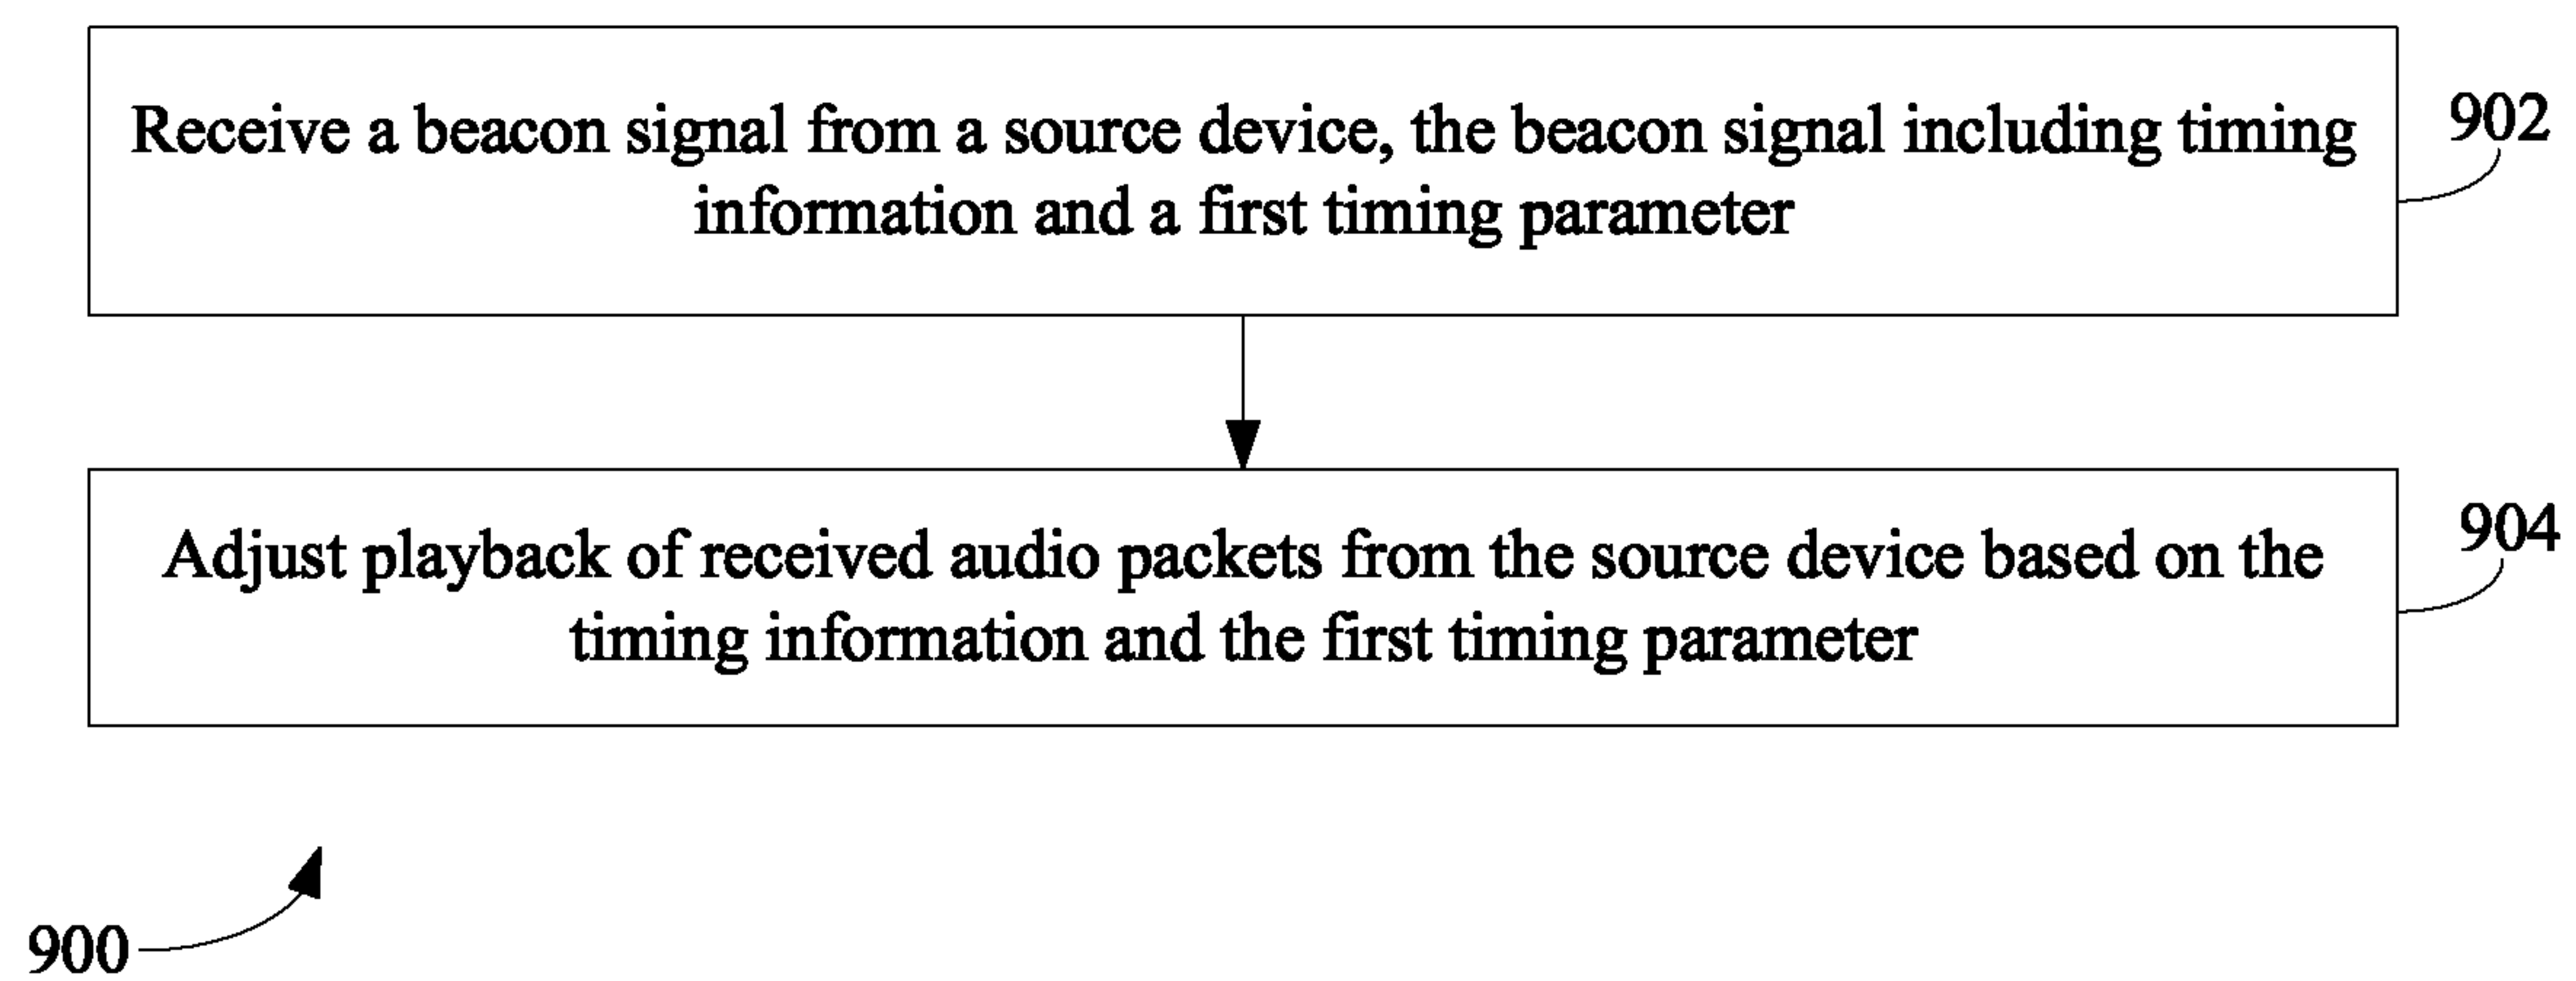 Receive a beacon signal from a source device, the beacon signal including timing
information and a first timing parameter
902
Adjust playback of received audio packets from the source device based on the
timing information and the first timing parameter
904
900